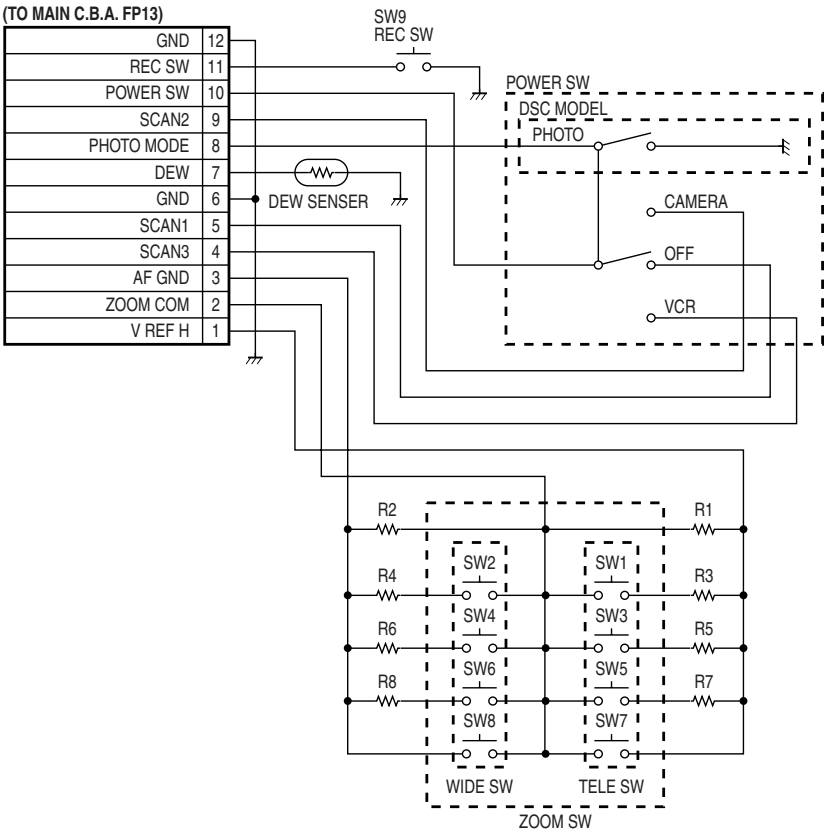 (TO MAIN C.B.A. FP13)
GND 12
REC SW 11
POWER SW 10
SCAN2 9
PHOTO MODE 8
DEW 7
GND 6
SCAN1 5
SCAN3 4
AF GND 3
ZOOM COM 2
V REF H 1
SW9
REC SW
DEW SENSER
POWER SW
DSC MODEL
PHOTO
CAMERA
OFF
VCR
R2
R1
SW2
SW1
R4
R3
SW4
SW3
R6
R5
SW6
SW5
R8
R7
SW8
SW7
WIDE SW
TELE SW
ZOOM SW